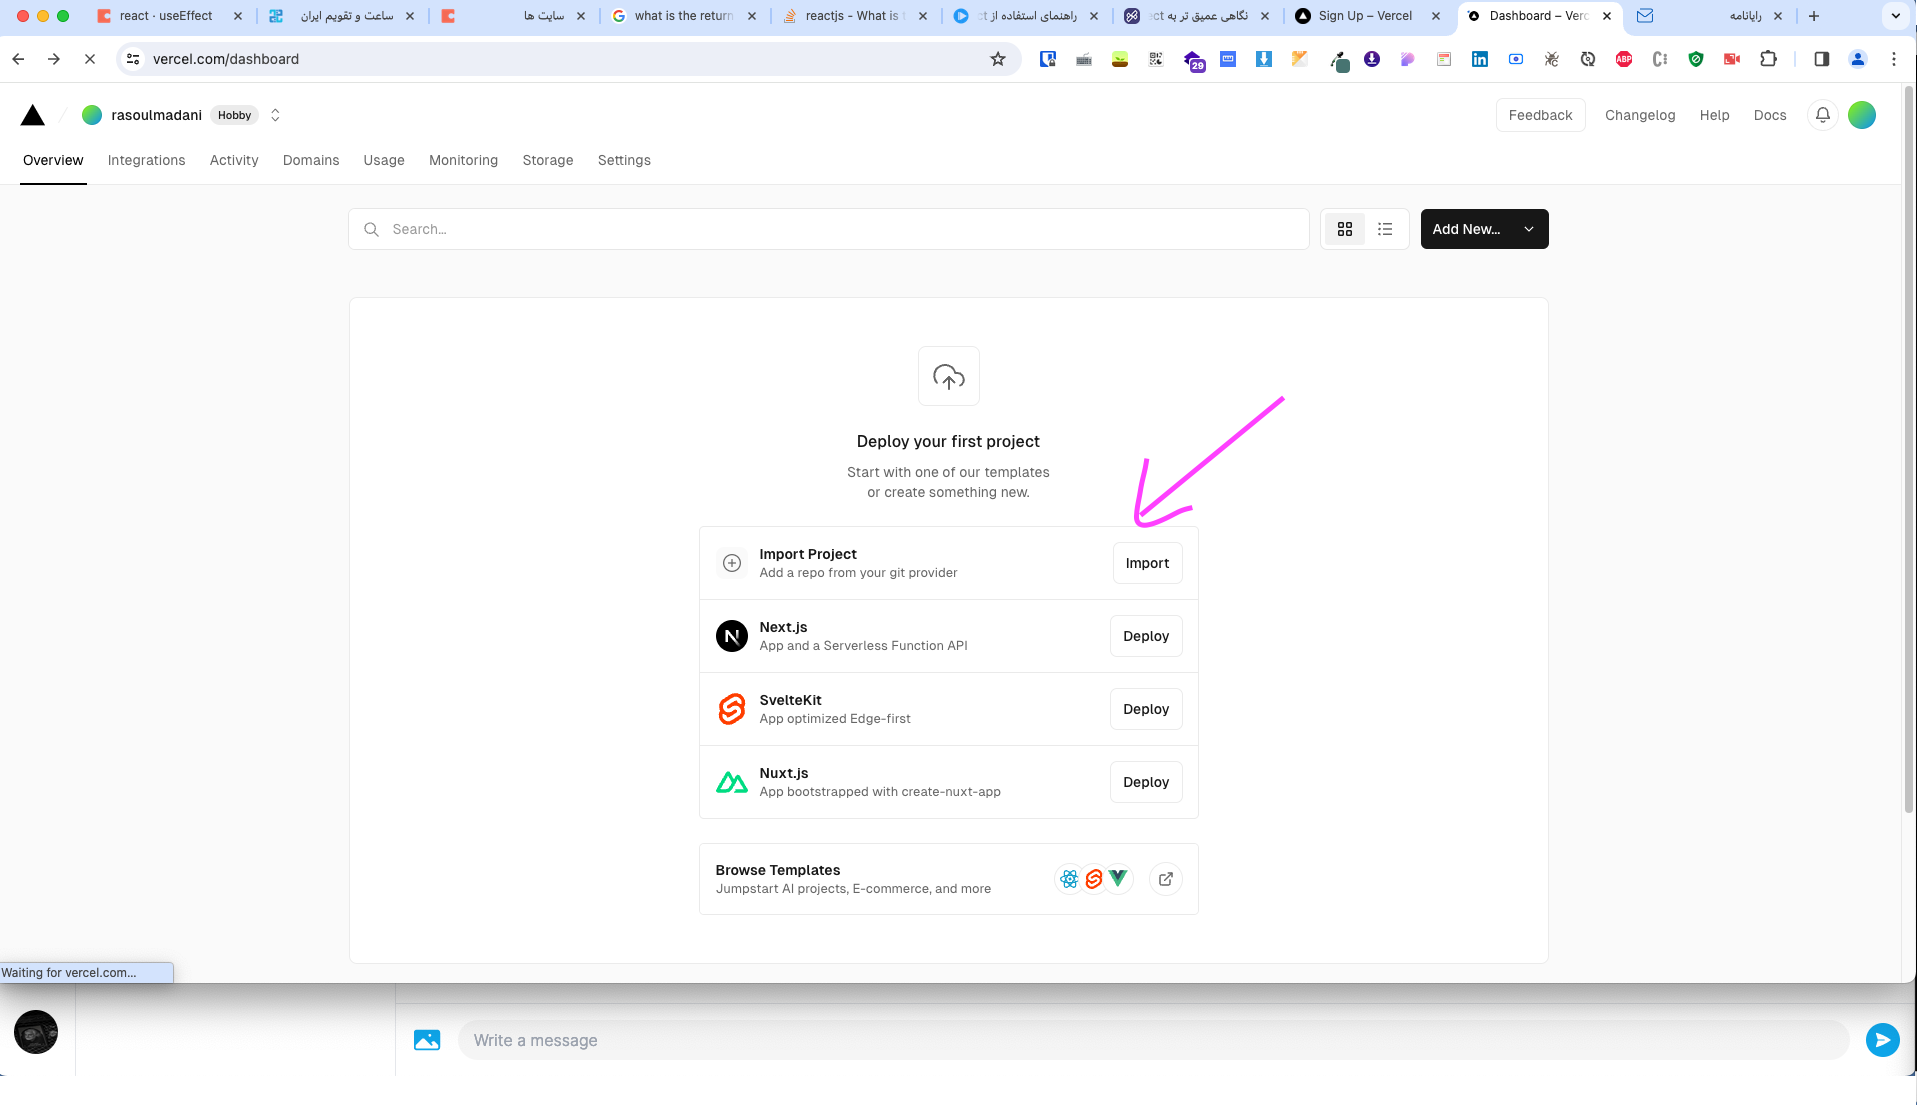 react · useEffect
ساعت و تقویم ایران
سایت ها
what is the return
reactjs - What is
راهنمای استفاده از
نگاهی عمیق تر به
Sign Up – Vercel
Dashboard – Verc
رایانامه
vercel.com/dashboard
29
ABP
rasoulmadani
Hobby
Feedback
Changelog
Help
Docs
Overview
Integrations
Activity
Domains
Usage
Monitoring
Storage
Settings
Search...
Add New...
Deploy your first project
Start with one of our templates
or create something new.
Import Project
Add a repo from your git provider
Import
Next.js
App and a Serverless Function API
Deploy
SvelteKit
App optimized Edge-first
Deploy
Nuxt.js
App bootstrapped with create-nuxt-app
Deploy
Browse Templates
Jumpstart AI projects, E-commerce, and more
Waiting for vercel.com...
Write a message